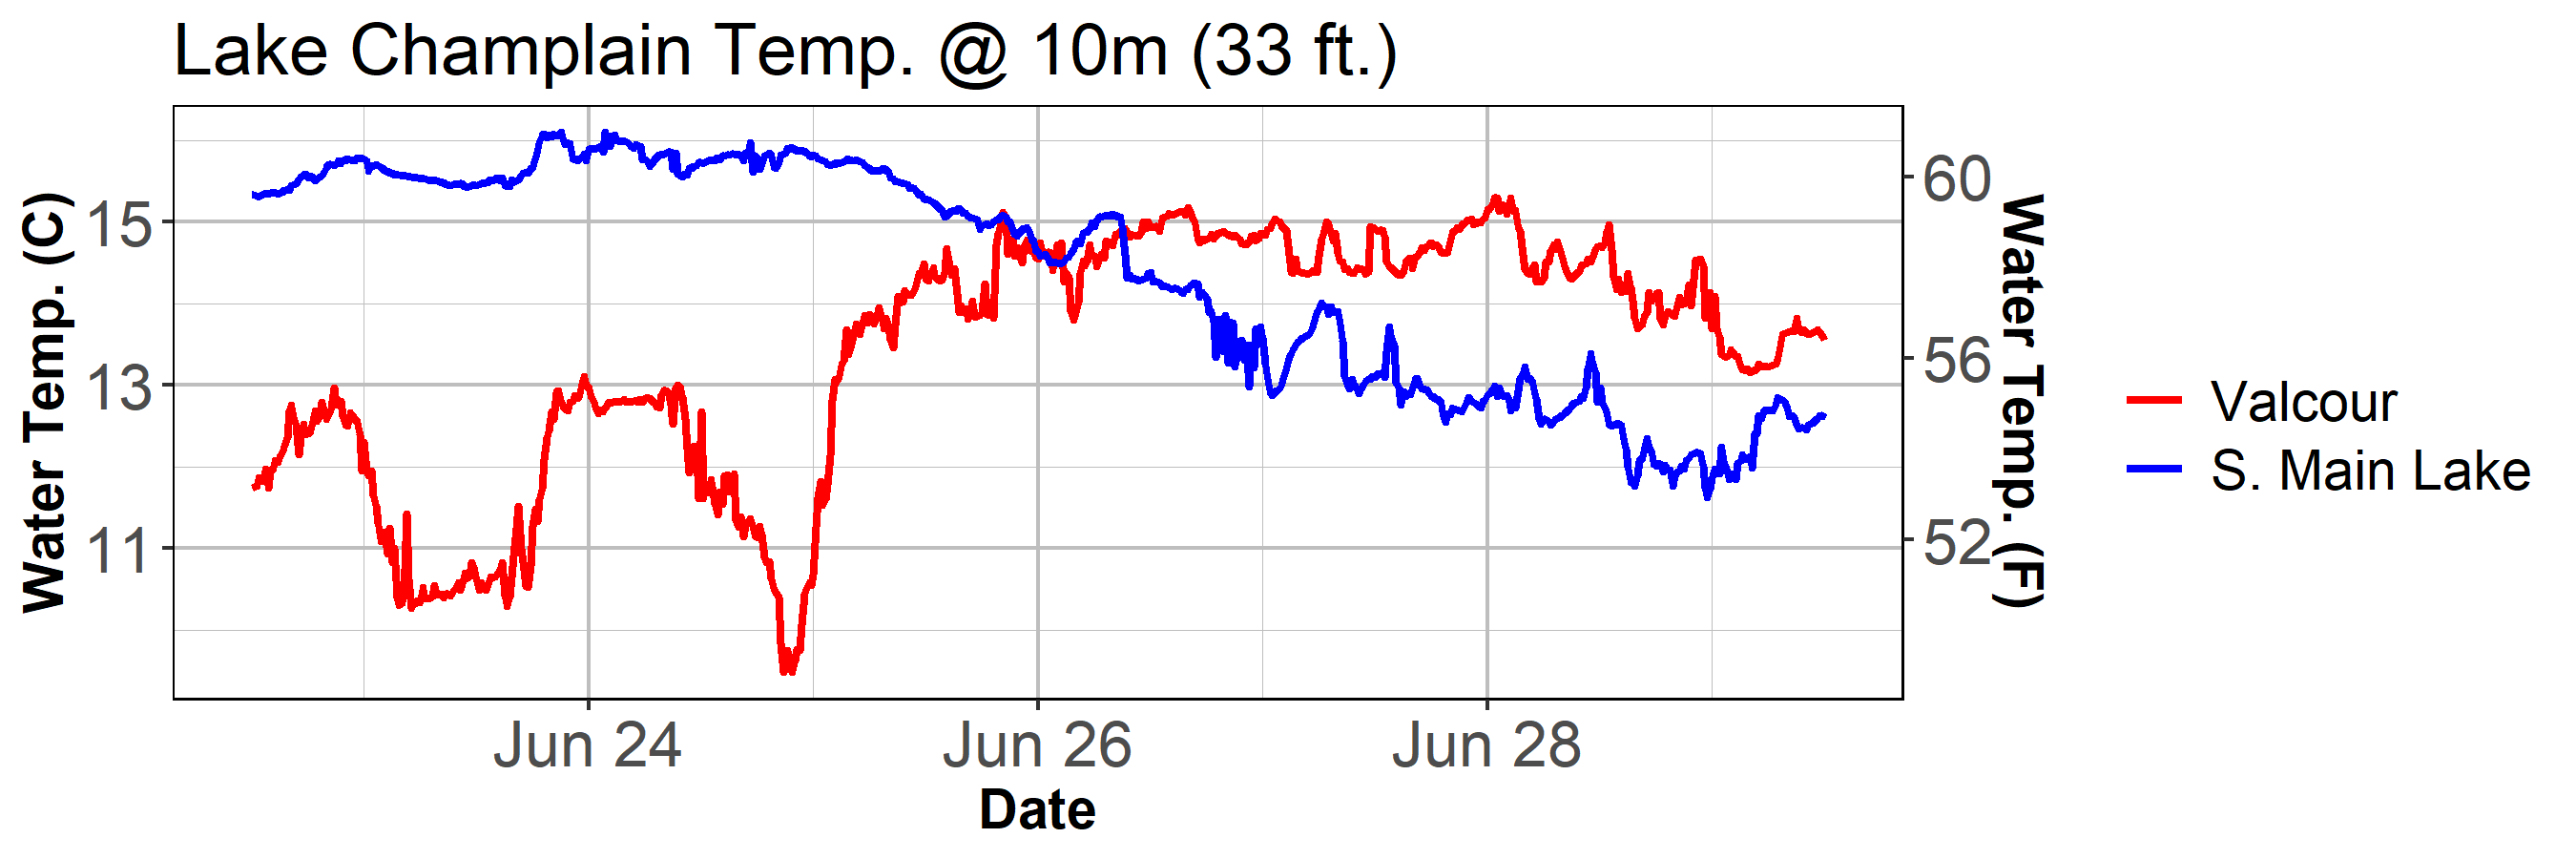 Lake Champlain Temp. @ 10m (33 ft.)
Water Temp. (C)
15
13
11
60
56
52
Water Temp. (F)
Jun 24
Jun 26
Jun 28
Date
Valcour
S. Main Lake